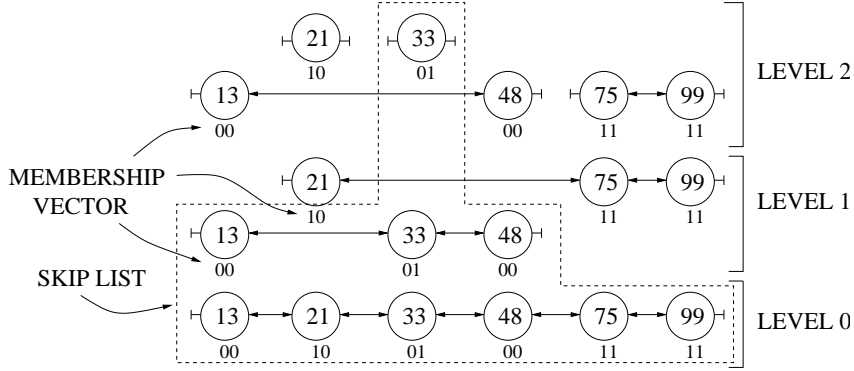 21 33
10 01
LEVEL 2
13 48 75 99
00 00 11 11
MEMBERSHIP
VECTOR
21 75 99
10 11 11
LEVEL 1
13 33 48
00 01 00
SKIP LIST
13 21 33 48 75 99
00 10 01 00 11 11
LEVEL 0